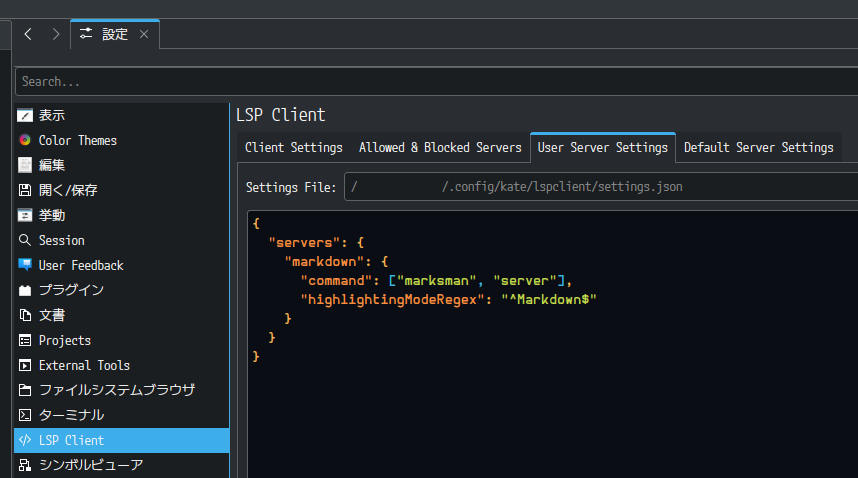 設定
Search...
表示
Color Themes
編集
開く/保存
挙動
Session
User Feedback
プラグイン
文書
Projects
External Tools
ファイルシステムブラウザ
ターミナル
LSP Client
シンボルビューア
LSP Client
Client Settings Allowed & Blocked Servers User Server Settings Default Server Settings
Settings File: / /.config/kate/lspclient/settings.json
{
  "servers": {
    "markdown": {
      "command": ["marksman", "server"],
      "highlightingModeRegex": "^Markdown$"
    }
  }
}